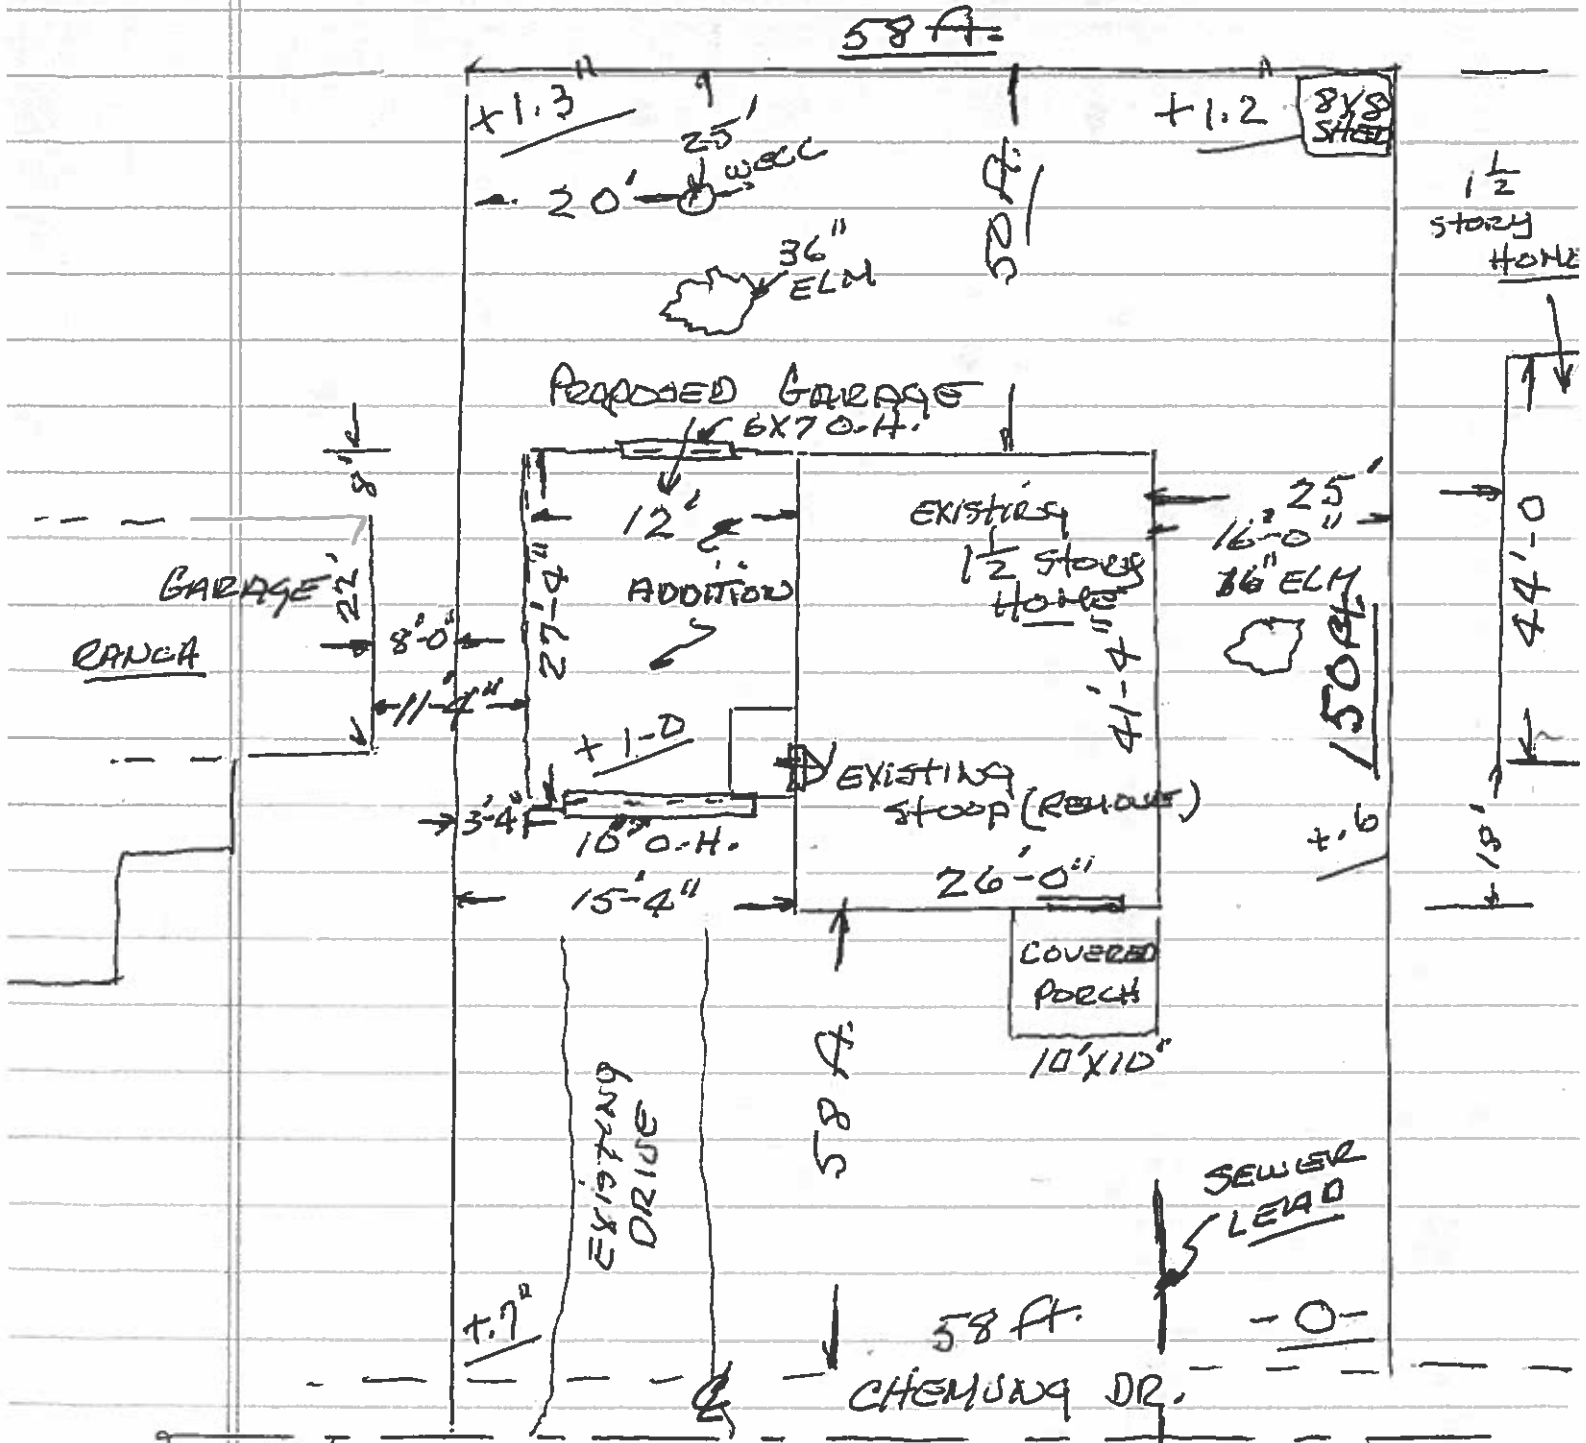 58 ft.
+1.3
25'
+1.2
8X8
SHED
20'
WELL
50 ft.
1 1/2
STORY
HOME
36"
ELM
PROPOSED GARAGE
6X7 O.H.
8'
12'
EXISTING
1 1/2 STORY
HOME
25'
16'-0"
36" ELM
44'-0
GARAGE
22'
27'-4"
ADDITION
RANCH
8'-0"
11'-4"
41'-4"
150 ft.
+1-0
EXISTING
STOOP (REMOVE)
3'-4"
O.H.
+.6
18'
15'-4"
26'-0"
COVERED
PORCH
10'X10"
58 ft.
EXISTING
DRIVE
SEWER
LEAD
+.7"
58 ft.
-0-
CHEMUNG DR.